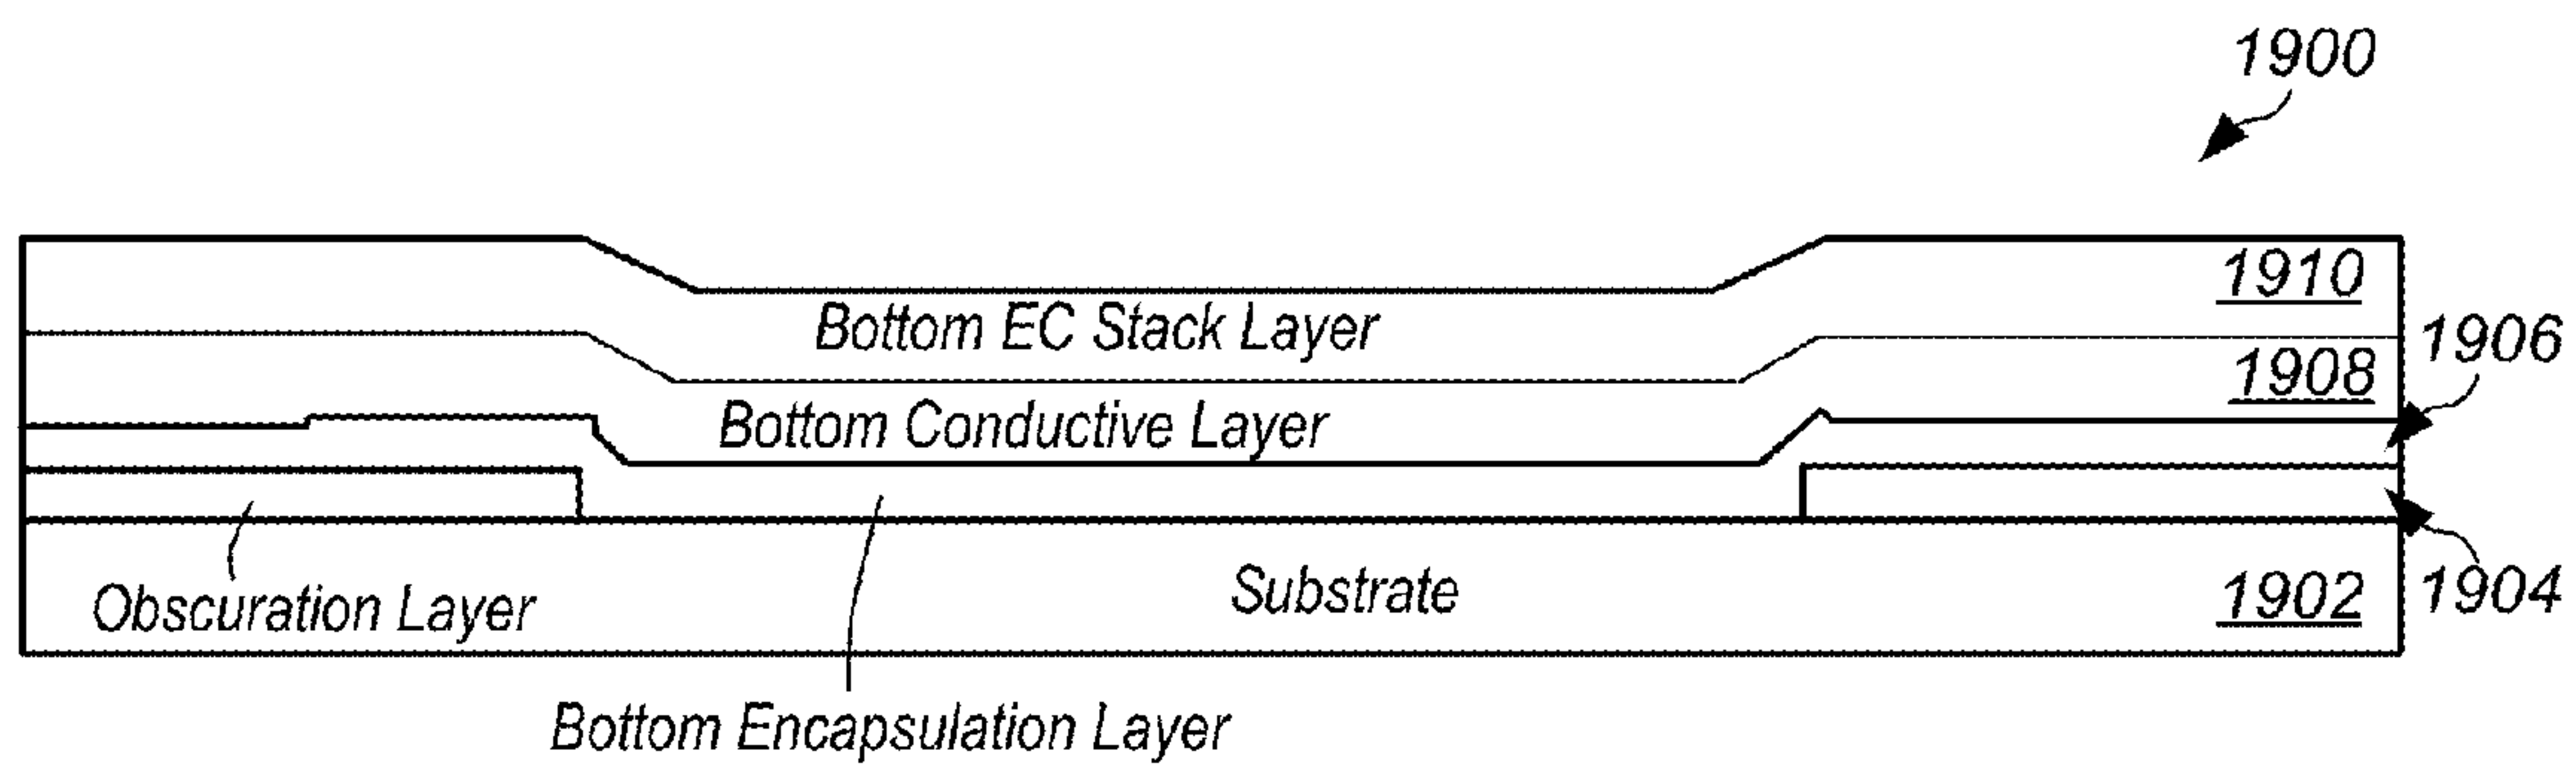 1900
1910
Bottom EC Stack Layer
1906
1908
Bottom Conductive Layer
Substrate
1902
1904
Obscuration Layer
Bottom Encapsulation Layer